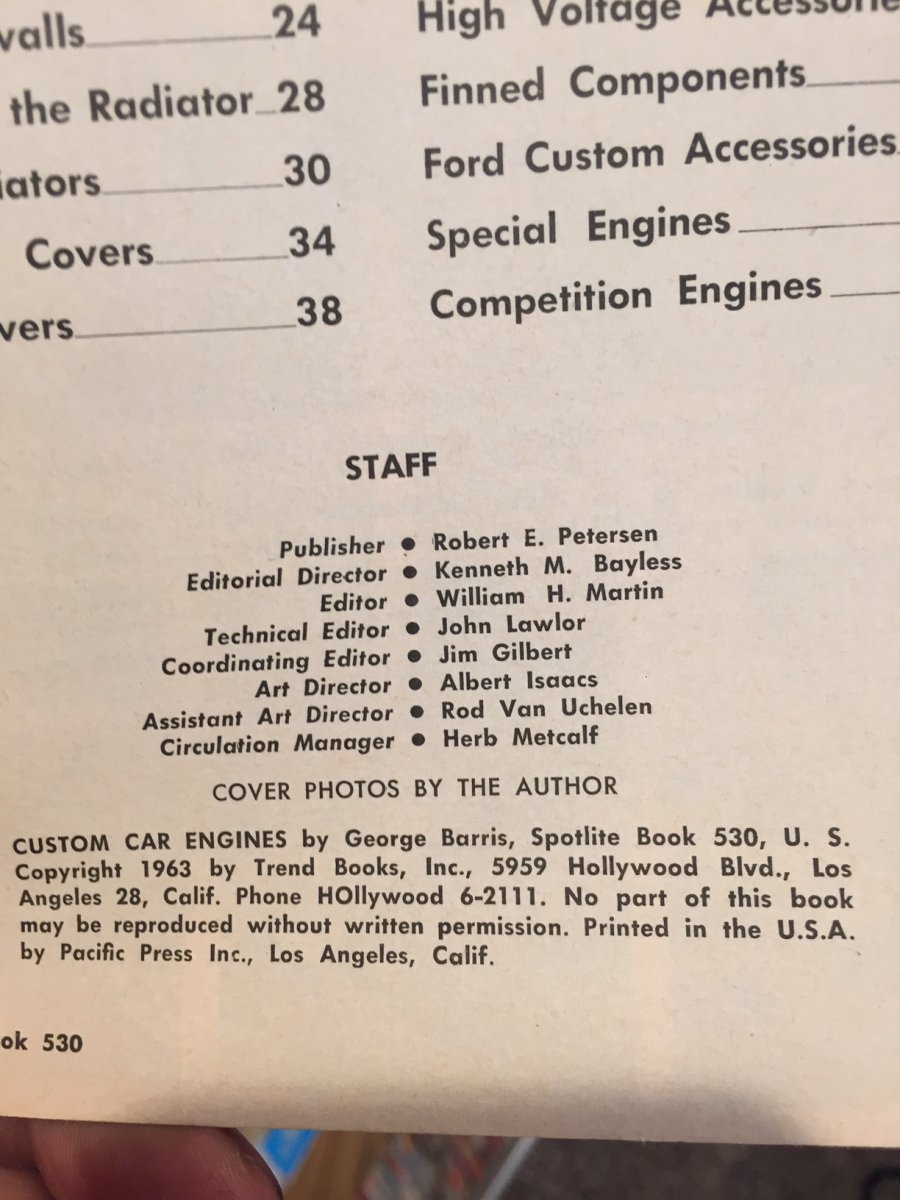 24
the Radiator 28
30
Covers 34
38
High Voltage
Finned Components
Ford Custom Accessories
Special Engines
Competition Engines
STAFF
Publisher • Robert E. Petersen
Editorial Director • Kenneth M. Bayless
Editor • William H. Martin
Technical Editor • John Lawlor
Coordinating Editor • Jim Gilbert
Art Director • Albert Isaacs
Assistant Art Director • Rod Van Uchelen
Circulation Manager • Herb Metcalf
COVER PHOTOS BY THE AUTHOR
CUSTOM CAR ENGINES by George Barris, Spotlite Book 530, U. S.
Copyright 1963 by Trend Books, Inc., 5959 Hollywood Blvd., Los
Angeles 28, Calif. Phone HOllywood 6-2111. No part of this book
may be reproduced without written permission. Printed in the U.S.A.
by Pacific Press Inc., Los Angeles, Calif.
530